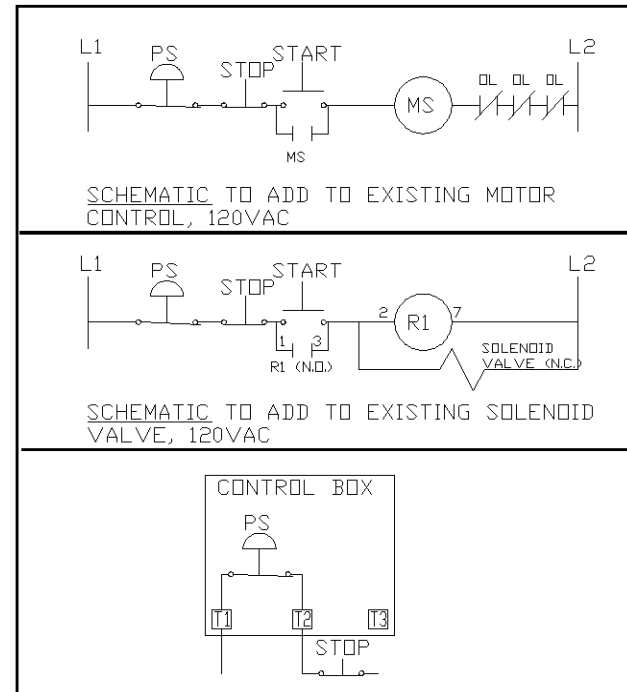 L1
L2
PS
STOP
START
MS
OL OL OL
MS
SCHEMATIC TO ADD TO EXISTING MOTOR
CONTROL, 120VAC
L1
L2
PS
STOP
START
2
R1
7
1
3
R1 (N.O.)
SOLENOID
VALVE (N.C.)
SCHEMATIC TO ADD TO EXISTING SOLENOID
VALVE, 120VAC
CONTROL BOX
PS
T1
T2
T3
STOP